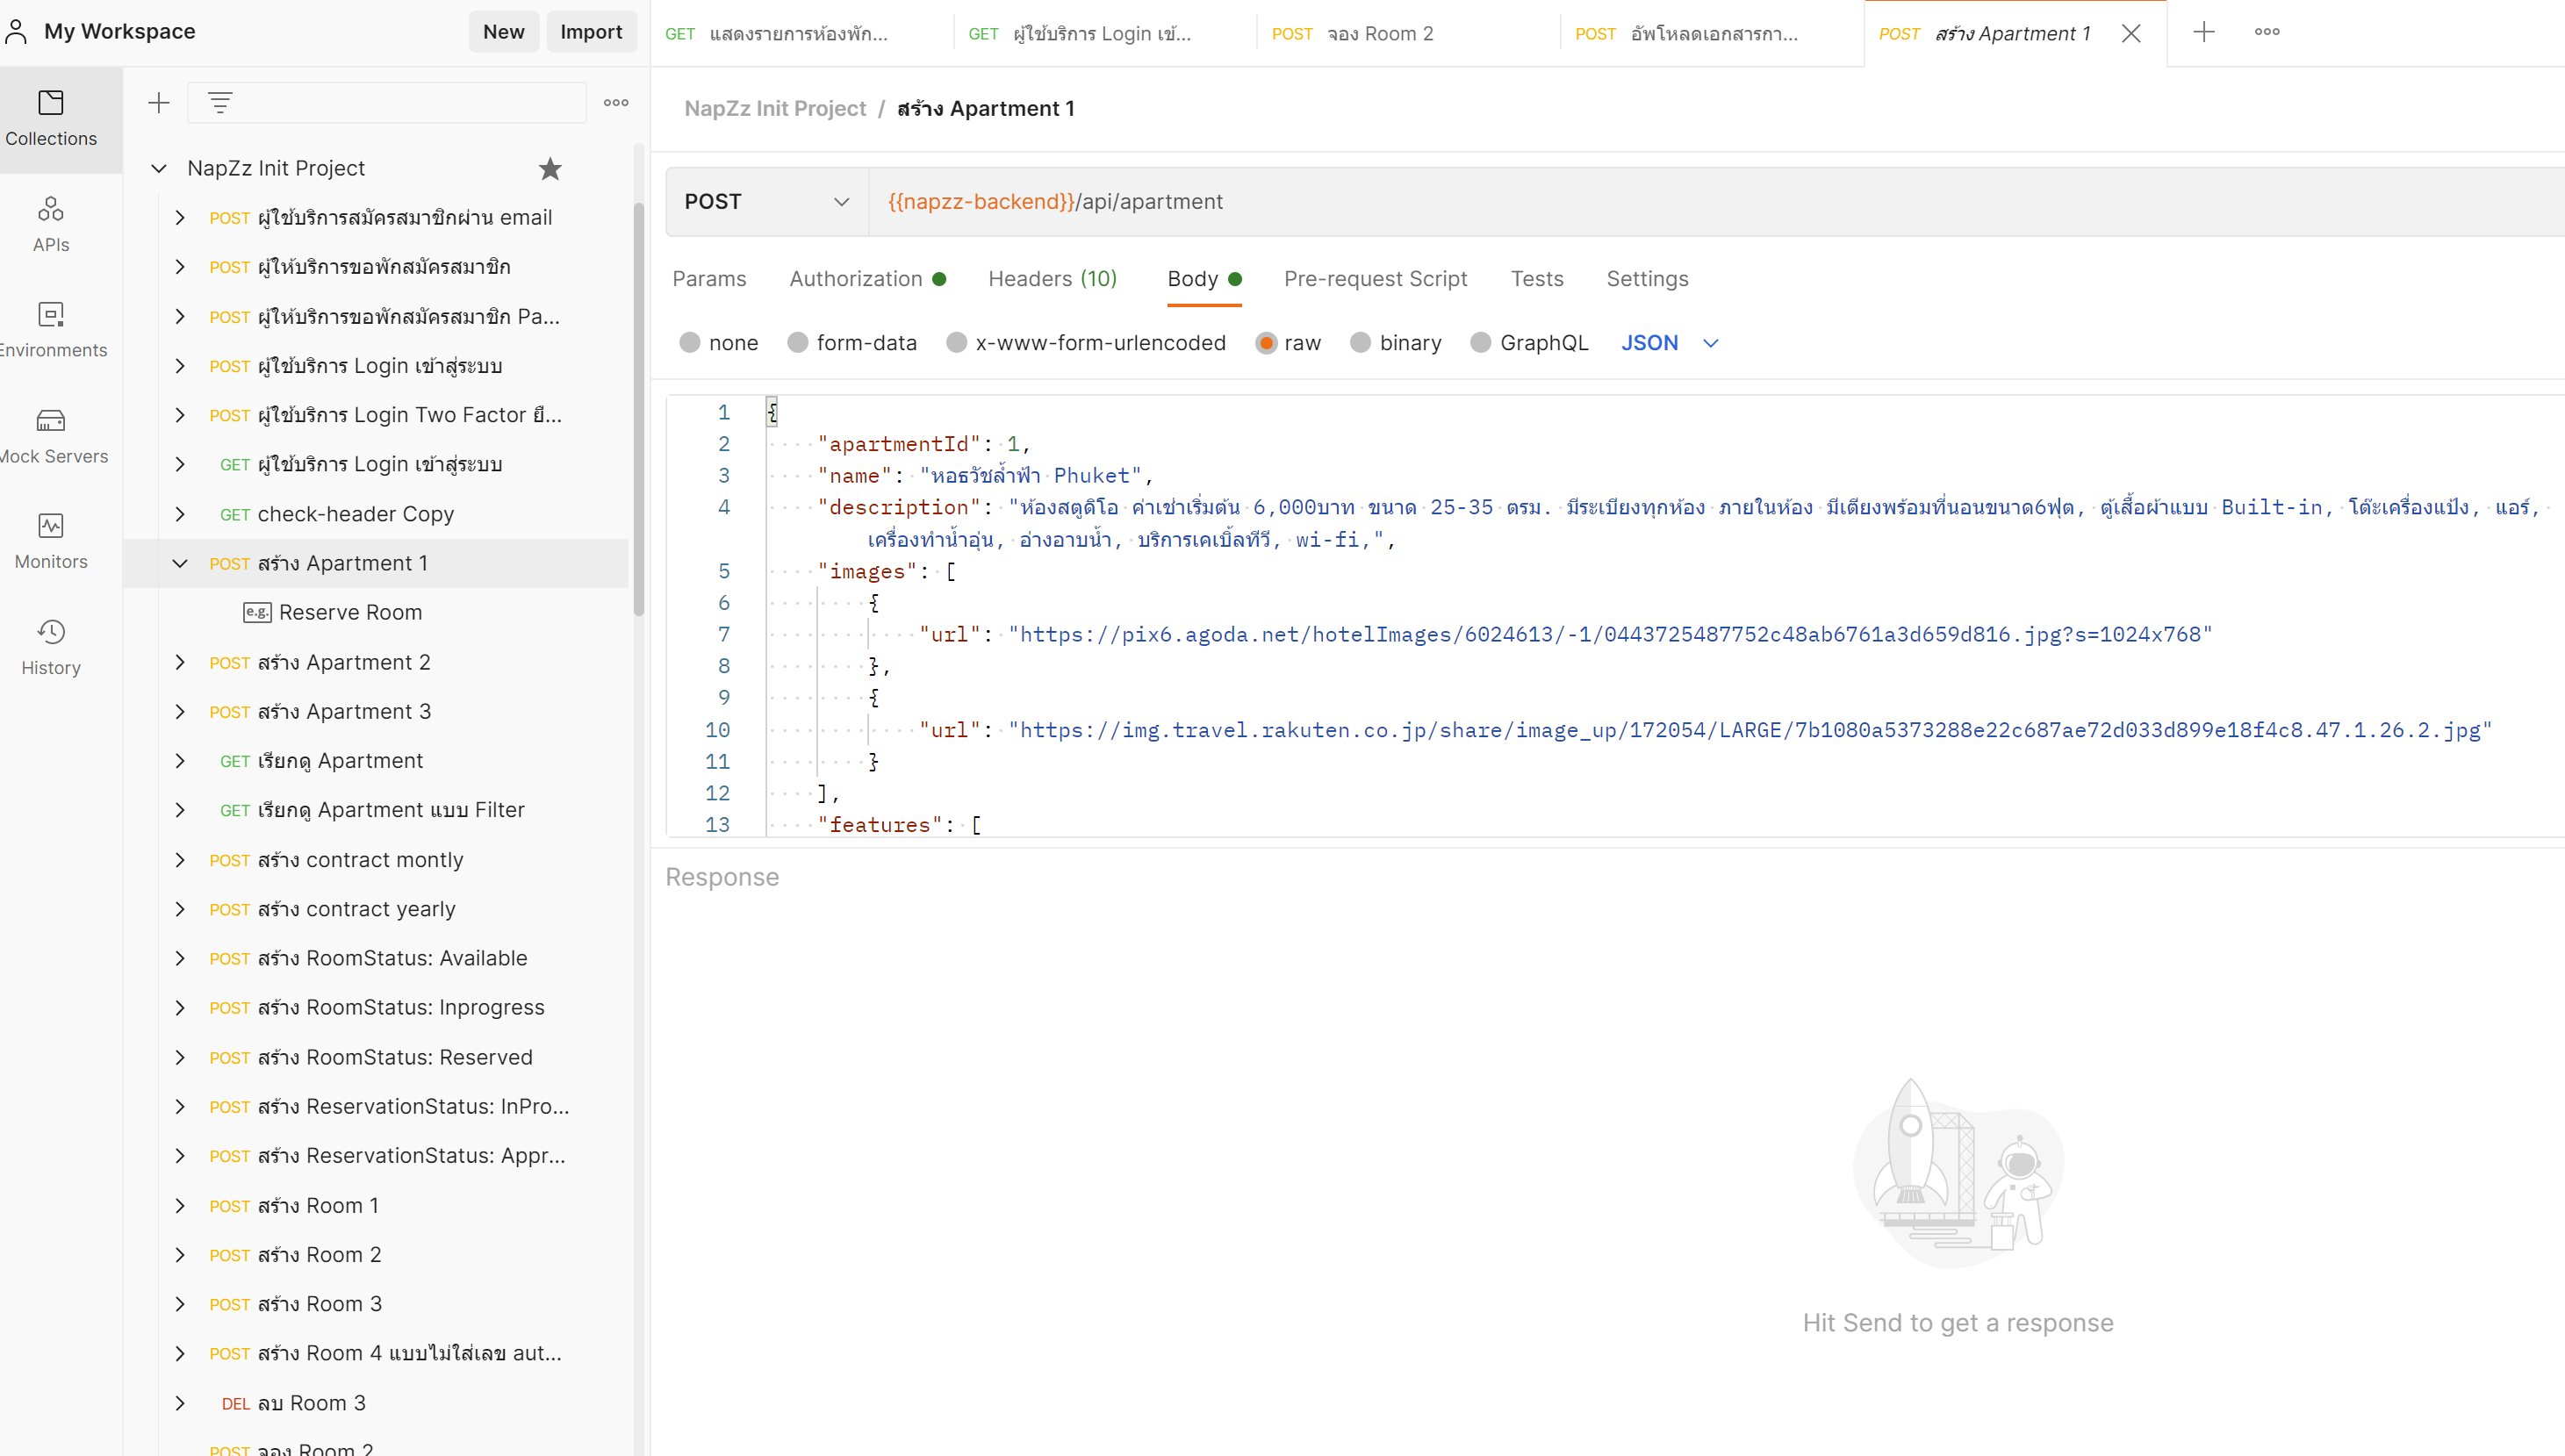 My Workspace
New
Import
GET แสดงรายการห้องพัก...
GET ผู้ใช้บริการ Login เข้...
POST จอง Room 2
POST อัพโหลดเอกสารกา...
POST สร้าง Apartment 1
Collections
APIs
Environments
Mock Servers
Monitors
History
NapZz Init Project
POST ผู้ใช้บริการสมัครสมาชิกผ่าน email
POST ผู้ให้บริการขอพักสมัครสมาชิก
POST ผู้ให้บริการขอพักสมัครสมาชิก Pa...
POST ผู้ใช้บริการ Login เข้าสู่ระบบ
POST ผู้ใช้บริการ Login Two Factor ยื...
GET ผู้ใช้บริการ Login เข้าสู่ระบบ
GET check-header Copy
POST สร้าง Apartment 1
e.g. Reserve Room
POST สร้าง Apartment 2
POST สร้าง Apartment 3
GET เรียกดู Apartment
GET เรียกดู Apartment แบบ Filter
POST สร้าง contract montly
POST สร้าง contract yearly
POST สร้าง RoomStatus: Available
POST สร้าง RoomStatus: Inprogress
POST สร้าง RoomStatus: Reserved
POST สร้าง ReservationStatus: InPro...
POST สร้าง ReservationStatus: Appr...
POST สร้าง Room 1
POST สร้าง Room 2
POST สร้าง Room 3
POST สร้าง Room 4 แบบไม่ใส่เลข aut...
DEL ลบ Room 3
POST จอง Room 2
NapZz Init Project / สร้าง Apartment 1
POST {{napzz-backend}}/api/apartment
Params Authorization Headers (10) Body Pre-request Script Tests Settings
none form-data x-www-form-urlencoded raw binary GraphQL JSON
1 {
2 "apartmentId": 1,
3 "name": "หอธวัชล้ำฟ้า Phuket",
4 "description": "ห้องสตูดิโอ ค่าเช่าเริ่มต้น 6,000บาท ขนาด 25-35 ตรม. มีระเบียงทุกห้อง ภายในห้อง มีเตียงพร้อมที่นอนขนาด6ฟุต, ตู้เสื้อผ้าแบบ Built-in, โต๊ะเครื่องแป้ง, แอร์,
เครื่องทำน้ำอุ่น, อ่างอาบน้ำ, บริการเคเบิ้ลทีวี, wi-fi,",
5 "images": [
6 {
7 "url": "https://pix6.agoda.net/hotelImages/6024613/-1/0443725487752c48ab6761a3d659d816.jpg?s=1024x768"
8 },
9 {
10 "url": "https://img.travel.rakuten.co.jp/share/image_up/172054/LARGE/7b1080a5373288e22c687ae72d033d899e18f4c8.47.1.26.2.jpg"
11 }
12 ],
13 "features": [
Response
Hit Send to get a response